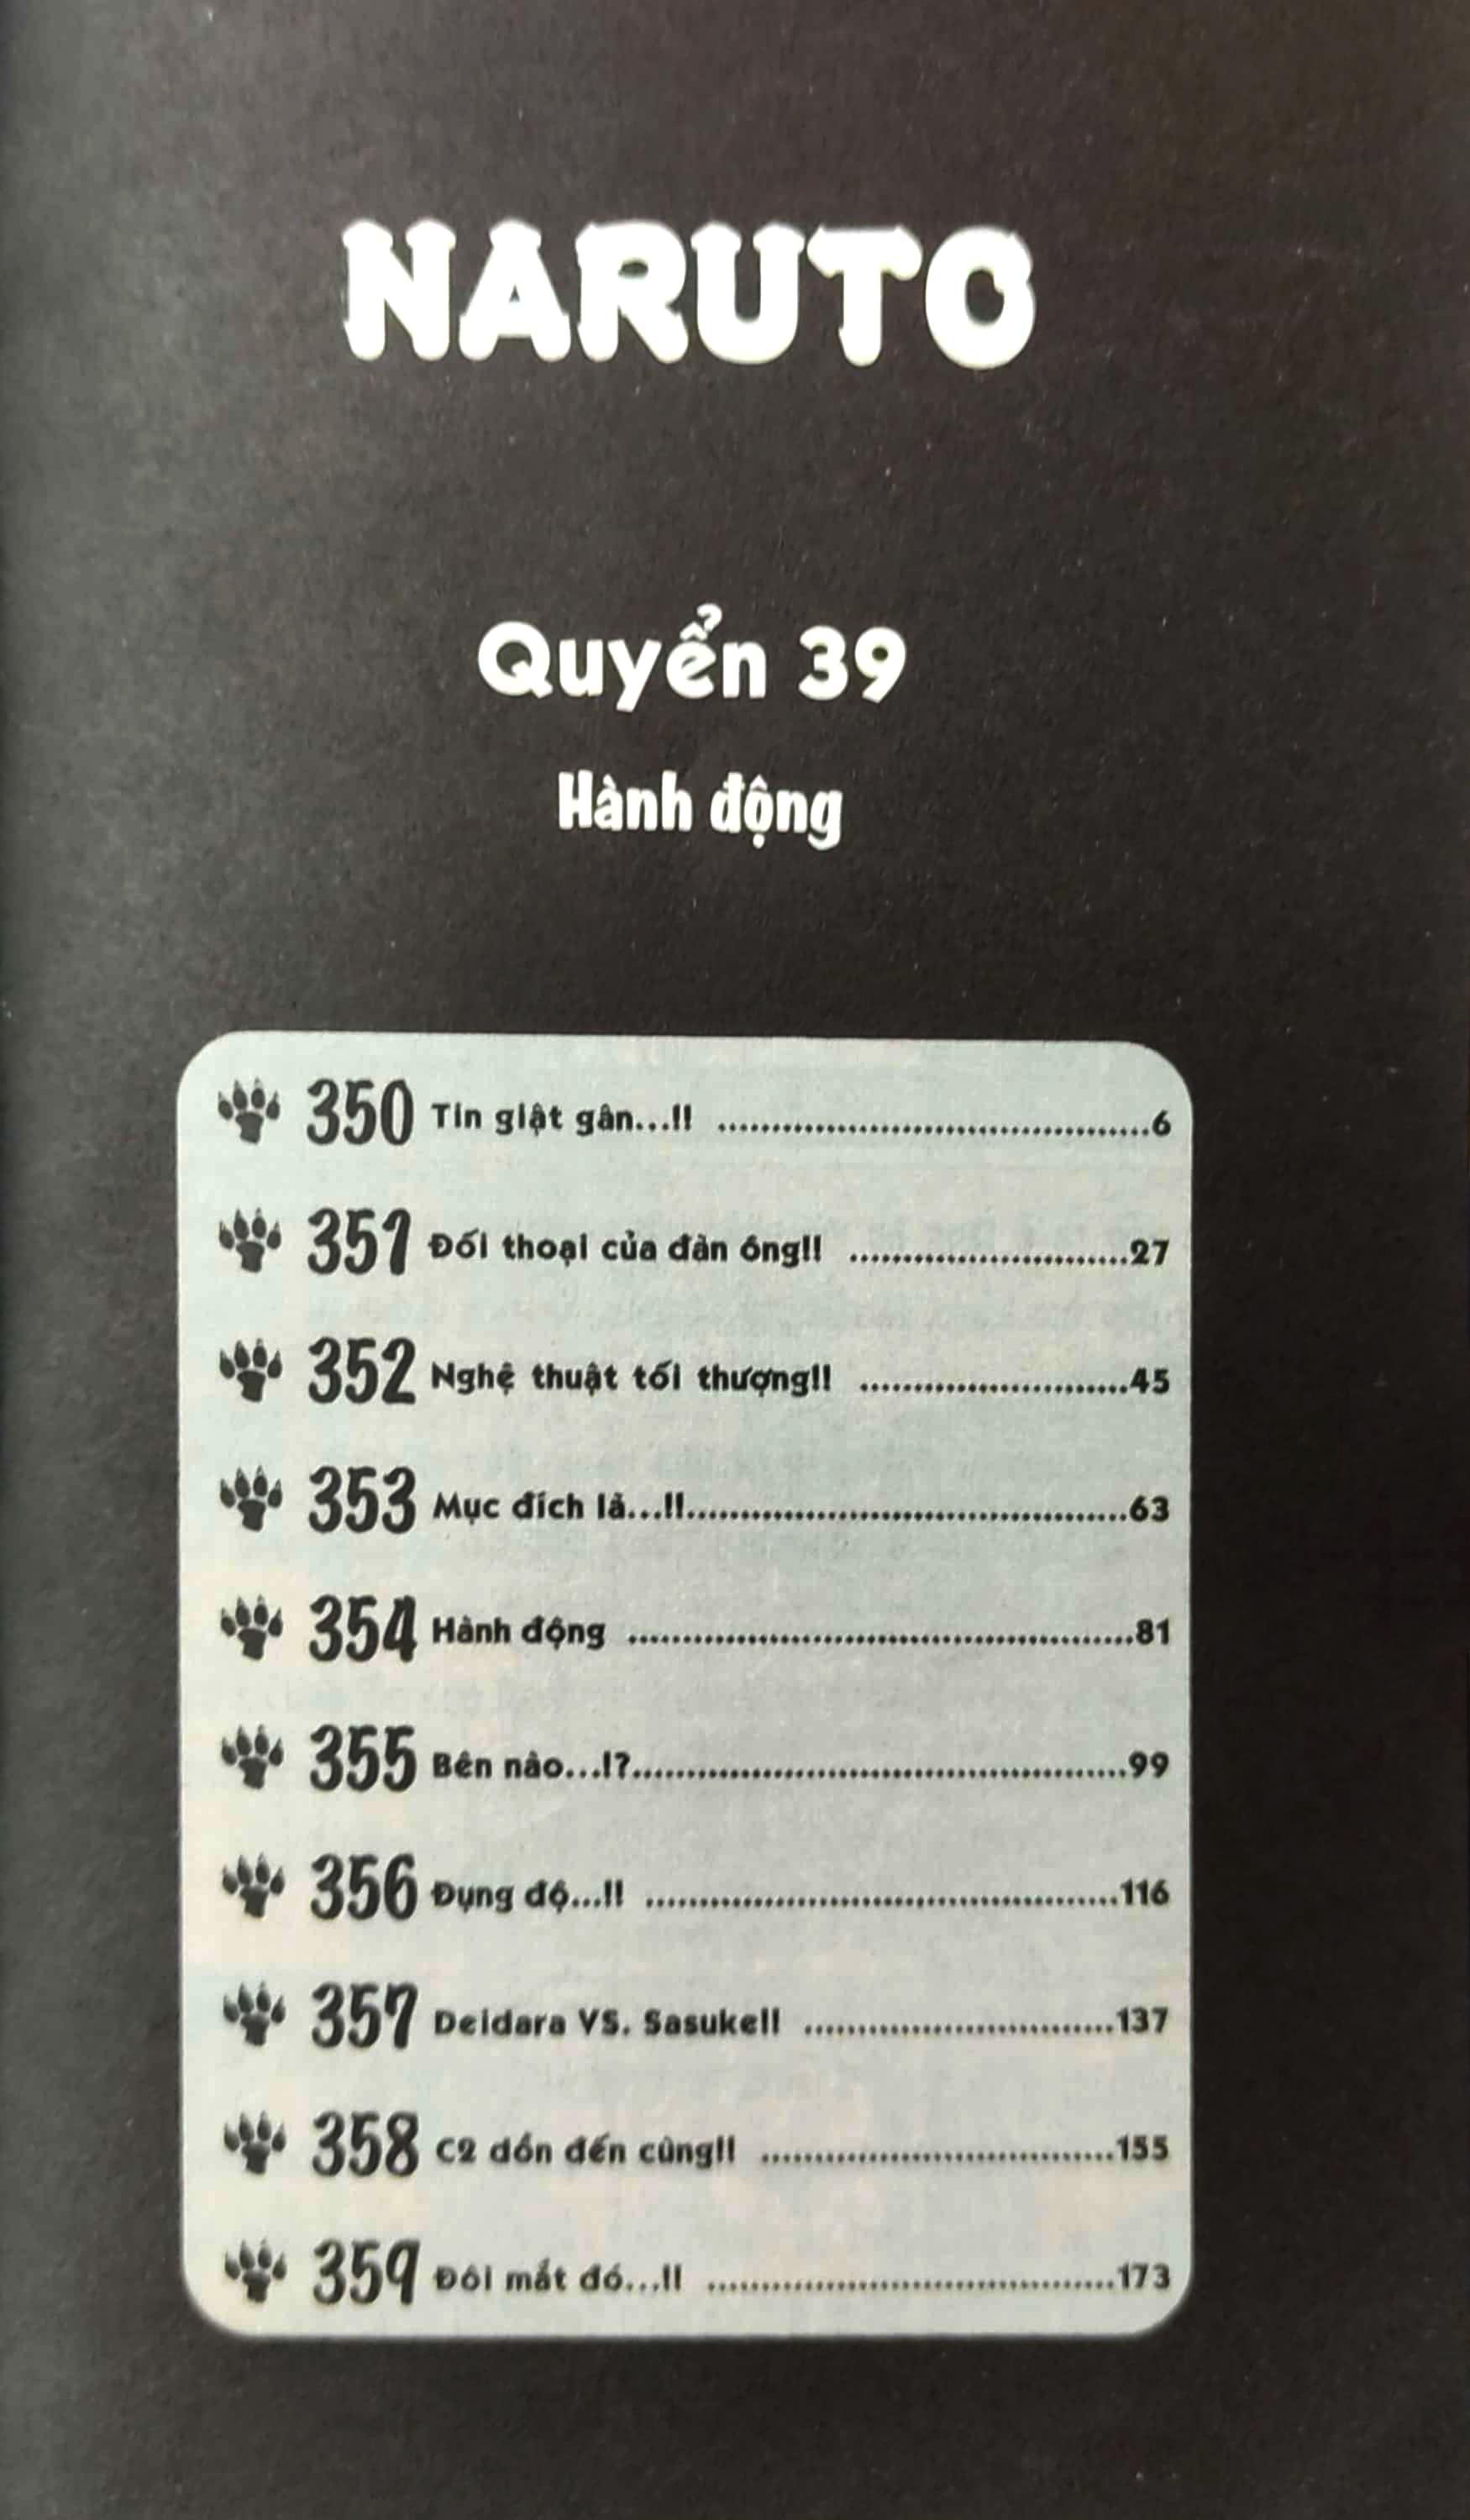 NARUTO
Quyển 39
Hành động
350 Tin giật gân...!! ........................................6
351 Đối thoại của đàn ông!! ..........................27
352 Nghệ thuật tối thượng!! .........................45
353 Mục đích là...!!.........................................63
354 Hành động ...............................................81
355 Bên nào...!?..............................................99
356 Đụng độ...!! ............................................116
357 Deidara VS. Sasuke!! .............................137
358 C2 dồn đến cùng!! .................................155
359 Đôi mắt đó...!! ......................................173